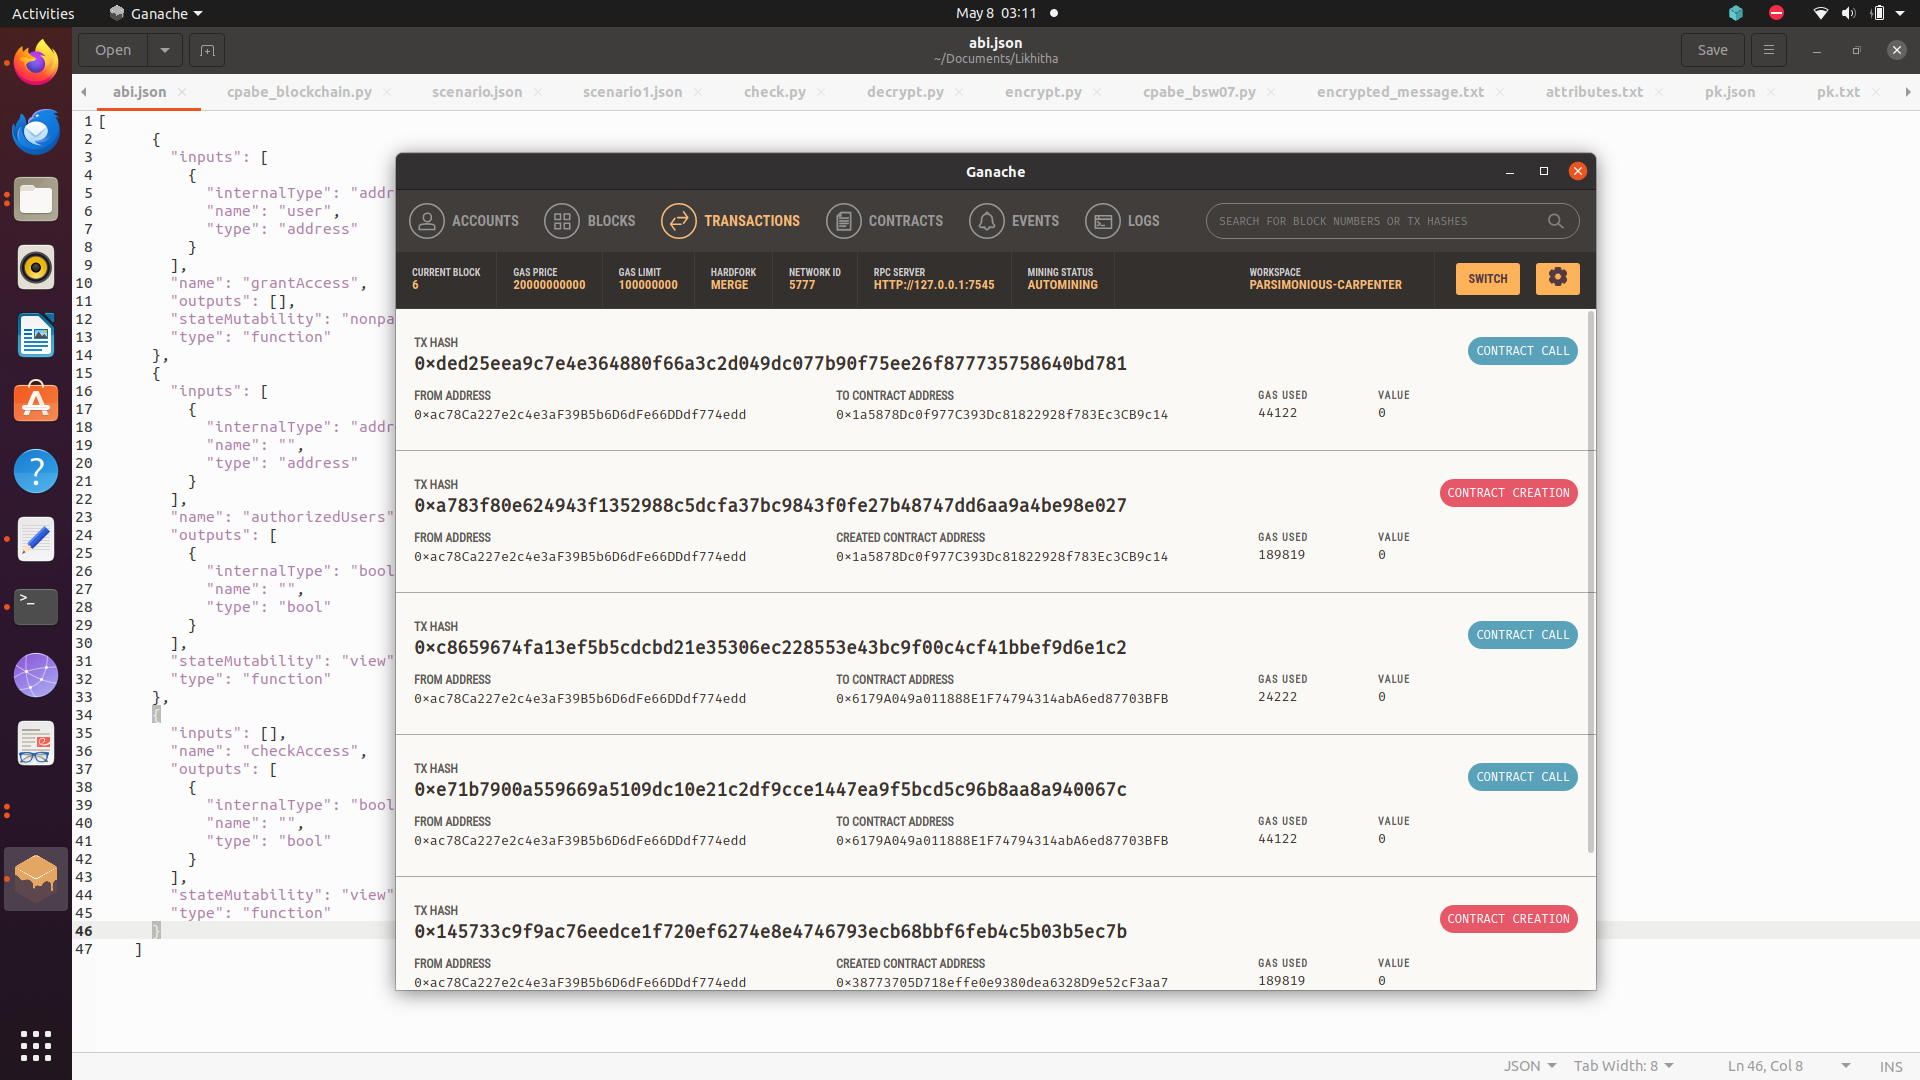 Activities
Ganache
May 8 03:11
Open
abi.json
~/Documents/Likhitha
Save
abi.json
cpabe_blockchain.py
scenario.json
scenario1.json
check.py
decrypt.py
encrypt.py
cpabe_bsw07.py
encrypted_message.txt
attributes.txt
pk.json
pk.txt
1 [
2 {
3 "inputs": [
4 {
5 "internalType": "addr
6 "name": "user",
7 "type": "address"
8 }
9 ],
10 "name": "grantAccess",
11 "outputs": [],
12 "stateMutability": "nonpa
13 "type": "function"
14 },
15 {
16 "inputs": [
17 {
18 "internalType": "addr
19 "name": "",
20 "type": "address"
21 }
22 ],
23 "name": "authorizedUsers"
24 "outputs": [
25 {
26 "internalType": "bool
27 "name": "",
28 "type": "bool"
29 }
30 ],
31 "stateMutability": "view"
32 "type": "function"
33 },
34 {
35 "inputs": [],
36 "name": "checkAccess",
37 "outputs": [
38 {
39 "internalType": "bool
40 "name": "",
41 "type": "bool"
42 }
43 ],
44 "stateMutability": "view"
45 "type": "function"
46 }
47 ]
Ganache
ACCOUNTS
BLOCKS
TRANSACTIONS
CONTRACTS
EVENTS
LOGS
SEARCH FOR BLOCK NUMBERS OR TX HASHES
CURRENT BLOCK
6
GAS PRICE
20000000000
GAS LIMIT
100000000
HARDFORK
MERGE
NETWORK ID
5777
RPC SERVER
HTTP://127.0.0.1:7545
MINING STATUS
AUTOMINING
WORKSPACE
PARSIMONIOUS-CARPENTER
SWITCH
TX HASH
0×ded25eea9c7e4e364880f66a3c2d049dc077b90f75ee26f877735758640bd781
CONTRACT CALL
FROM ADDRESS
0×ac78Ca227e2c4e3aF39B5b6D6dFe66DDdf774edd
TO CONTRACT ADDRESS
0×1a5878Dc0f977C393Dc81822928f783Ec3CB9c14
GAS USED
44122
VALUE
0
TX HASH
0×a783f80e624943f1352988c5dcfa37bc9843f0fe27b48747dd6aa9a4be98e027
CONTRACT CREATION
FROM ADDRESS
0×ac78Ca227e2c4e3aF39B5b6D6dFe66DDdf774edd
CREATED CONTRACT ADDRESS
0×1a5878Dc0f977C393Dc81822928f783Ec3CB9c14
GAS USED
189819
VALUE
0
TX HASH
0×c8659674fa13ef5b5cdcbd21e35306ec228553e43bc9f00c4cf41bbef9d6e1c2
CONTRACT CALL
FROM ADDRESS
0×ac78Ca227e2c4e3aF39B5b6D6dFe66DDdf774edd
TO CONTRACT ADDRESS
0×6179A049a011888E1F74794314abA6ed87703BFB
GAS USED
24222
VALUE
0
TX HASH
0×e71b7900a559669a5109dc10e21c2df9cce1447ea9f5bcd5c96b8aa8a940067c
CONTRACT CALL
FROM ADDRESS
0×ac78Ca227e2c4e3aF39B5b6D6dFe66DDdf774edd
TO CONTRACT ADDRESS
0×6179A049a011888E1F74794314abA6ed87703BFB
GAS USED
44122
VALUE
0
TX HASH
0×145733c9f9ac76eedce1f720ef6274e8e4746793ecb68bbf6feb4c5b03b5ec7b
CONTRACT CREATION
FROM ADDRESS
0×ac78Ca227e2c4e3aF39B5b6D6dFe66DDdf774edd
CREATED CONTRACT ADDRESS
0×38773705D718effe0e9380dea6328D9e52cF3aa7
GAS USED
189819
VALUE
0
JSON
Tab Width: 8
Ln 46, Col 8
INS